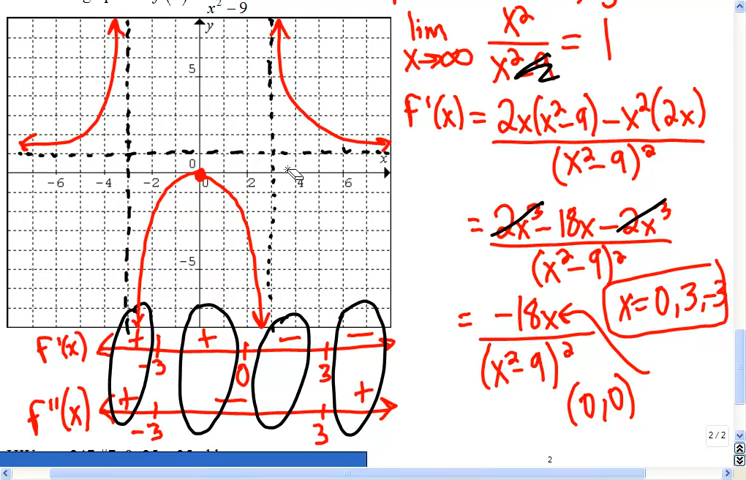 x² − 9
y
5
0
x
−6 −4 −2 0 2 4 6
−5
lim x→∞ x²/(x²−9) = 1
f'(x) = (2x(x²−9) − x²(2x))/(x²−9)²
= (2x³ − 18x − 2x³)/(x²−9)²
= −18x/(x²−9)²
x = 0, 3, −3
(0,0)
f'(x) + + − −
−3 0 3
f''(x) + − +
−3 3
2/2
2